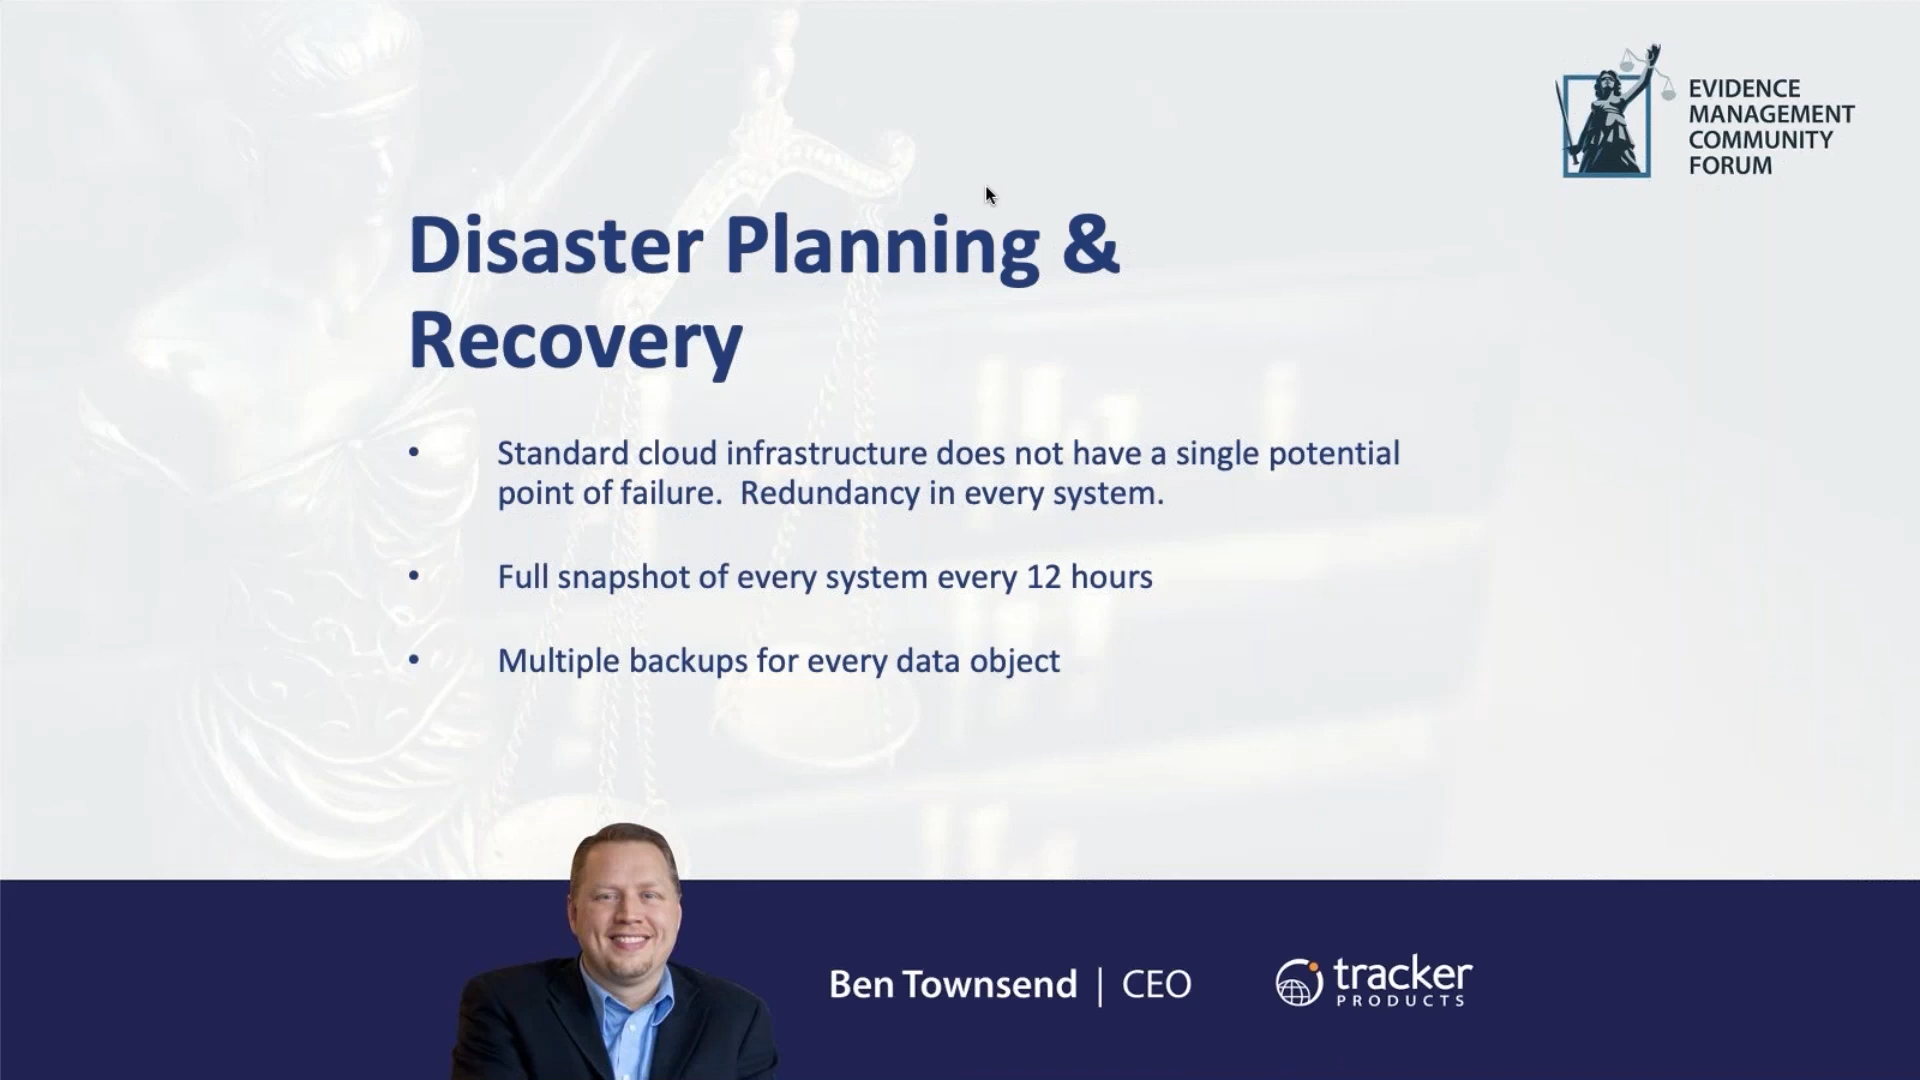 EVIDENCE
MANAGEMENT
COMMUNITY
FORUM
Disaster Planning &
Recovery
• Standard cloud infrastructure does not have a single potential
point of failure.  Redundancy in every system.
• Full snapshot of every system every 12 hours
• Multiple backups for every data object
Ben Townsend | CEO
tracker
PRODUCTS